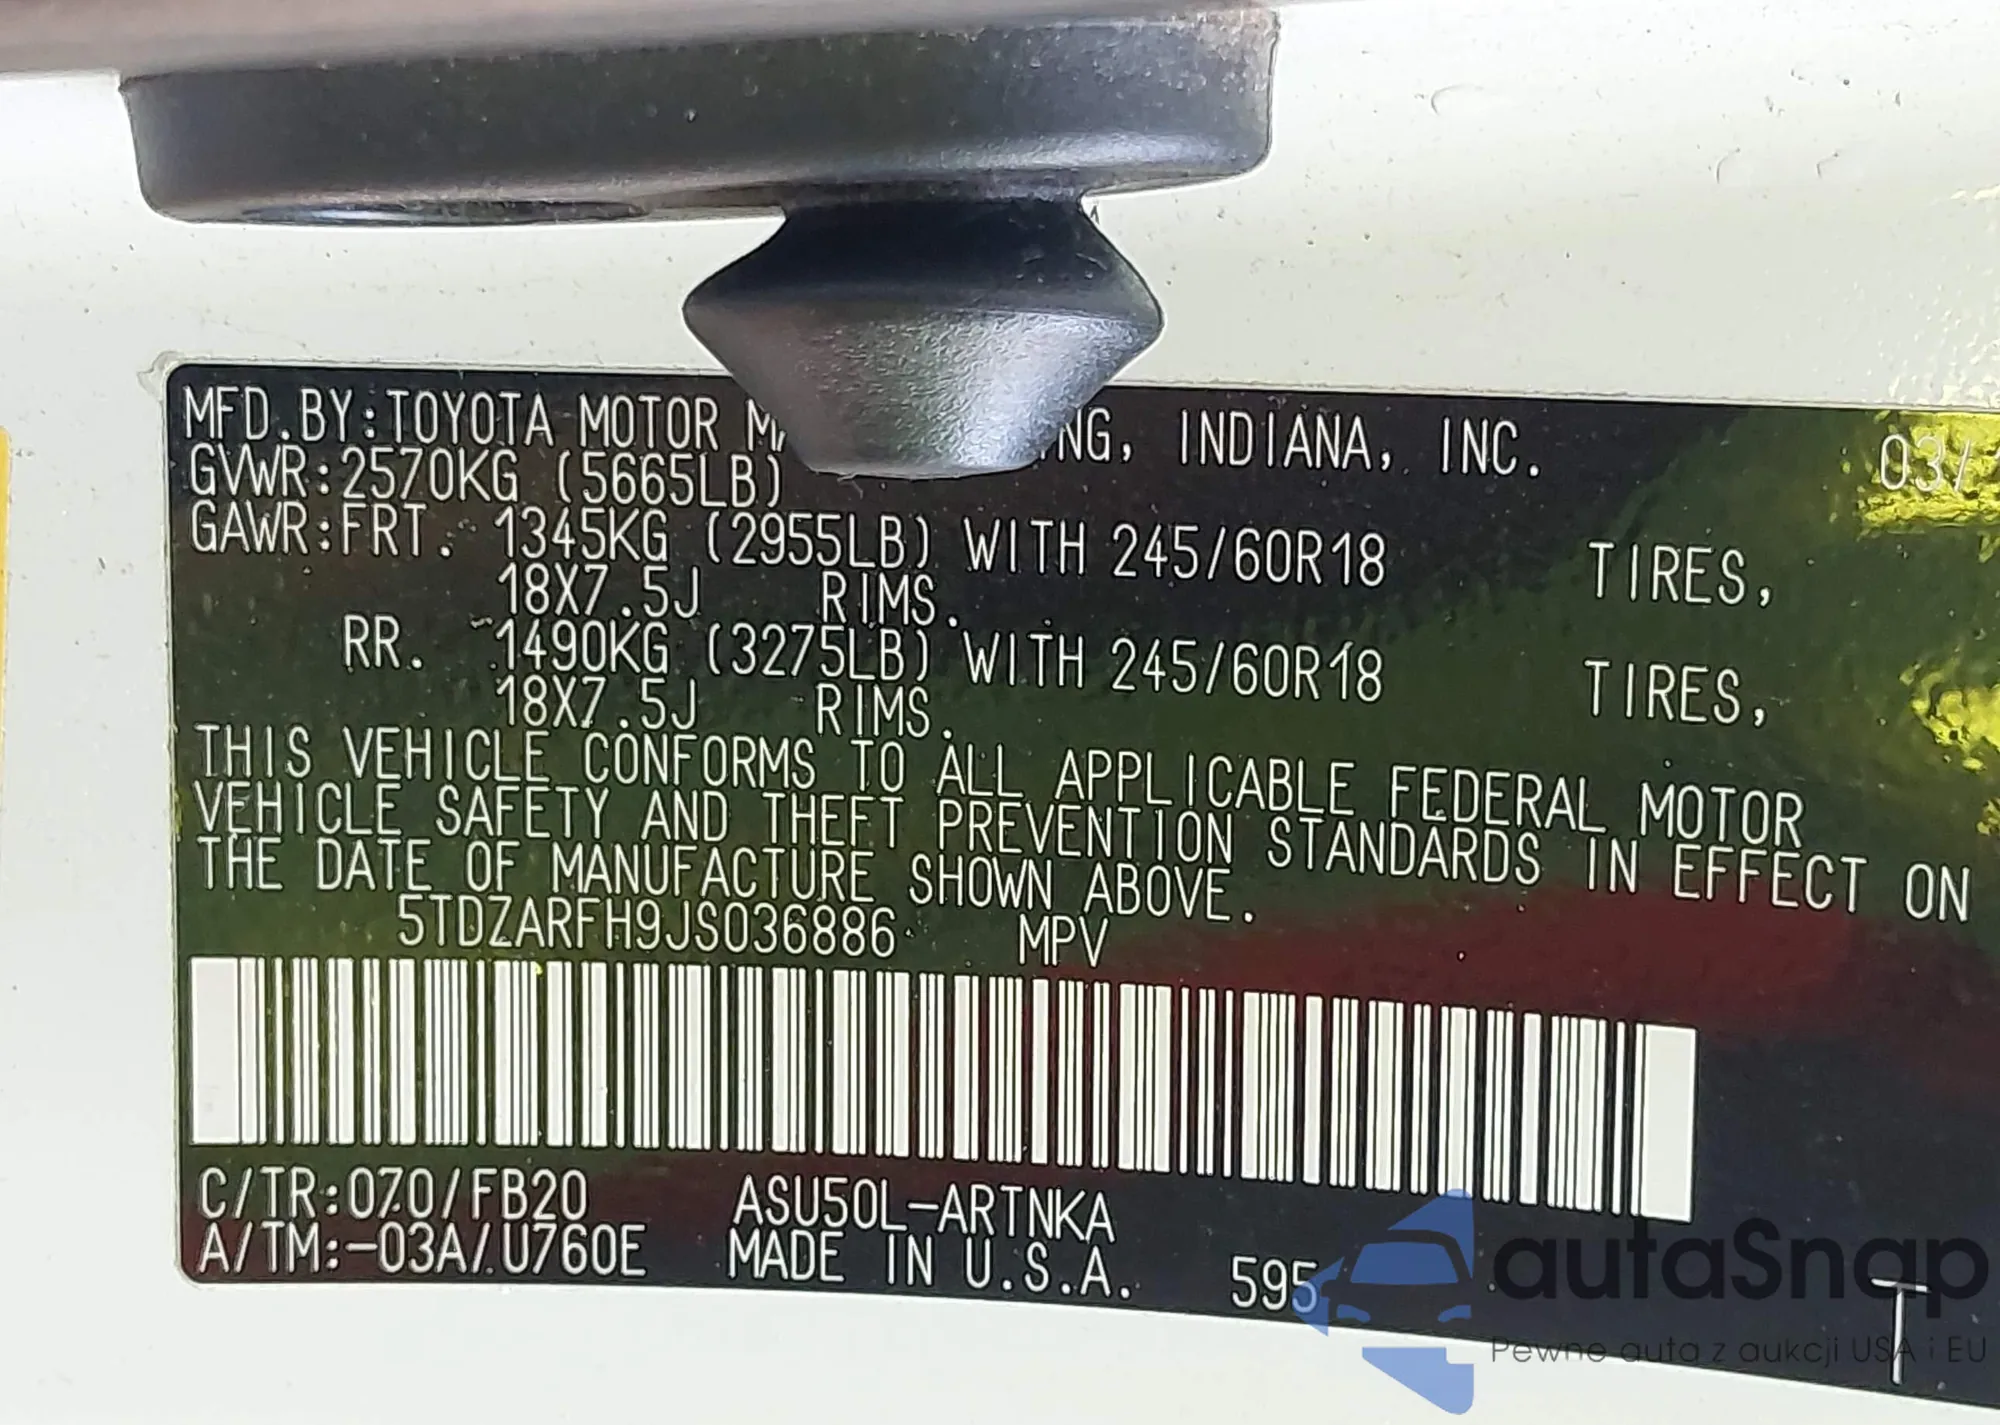 MFD.BY:TOYOTA MOTOR NG, INDIANA, INC. 03/
GVWR:2570KG (5665LB)
GAWR:FRT. 1345KG (2955LB) WITH 245/60R18 TIRES,
18X7.5J RIMS.
RR. 1490KG (3275LB) WITH 245/60R18 TIRES,
18X7.5J RIMS.
THIS VEHICLE CONFORMS TO ALL APPLICABLE FEDERAL MOTOR
VEHICLE SAFETY AND THEFT PREVENTION STANDARDS IN EFFECT ON
THE DATE OF MANUFACTURE SHOWN ABOVE.
5TDZARFH9JS036886 MPV
C/TR:070/FB20 ASU50L-ARTNKA
A/TM:-03A/U760E MADE IN U.S.A. 595
T
autaSnap
Pewne auta z aukcji USA i EU